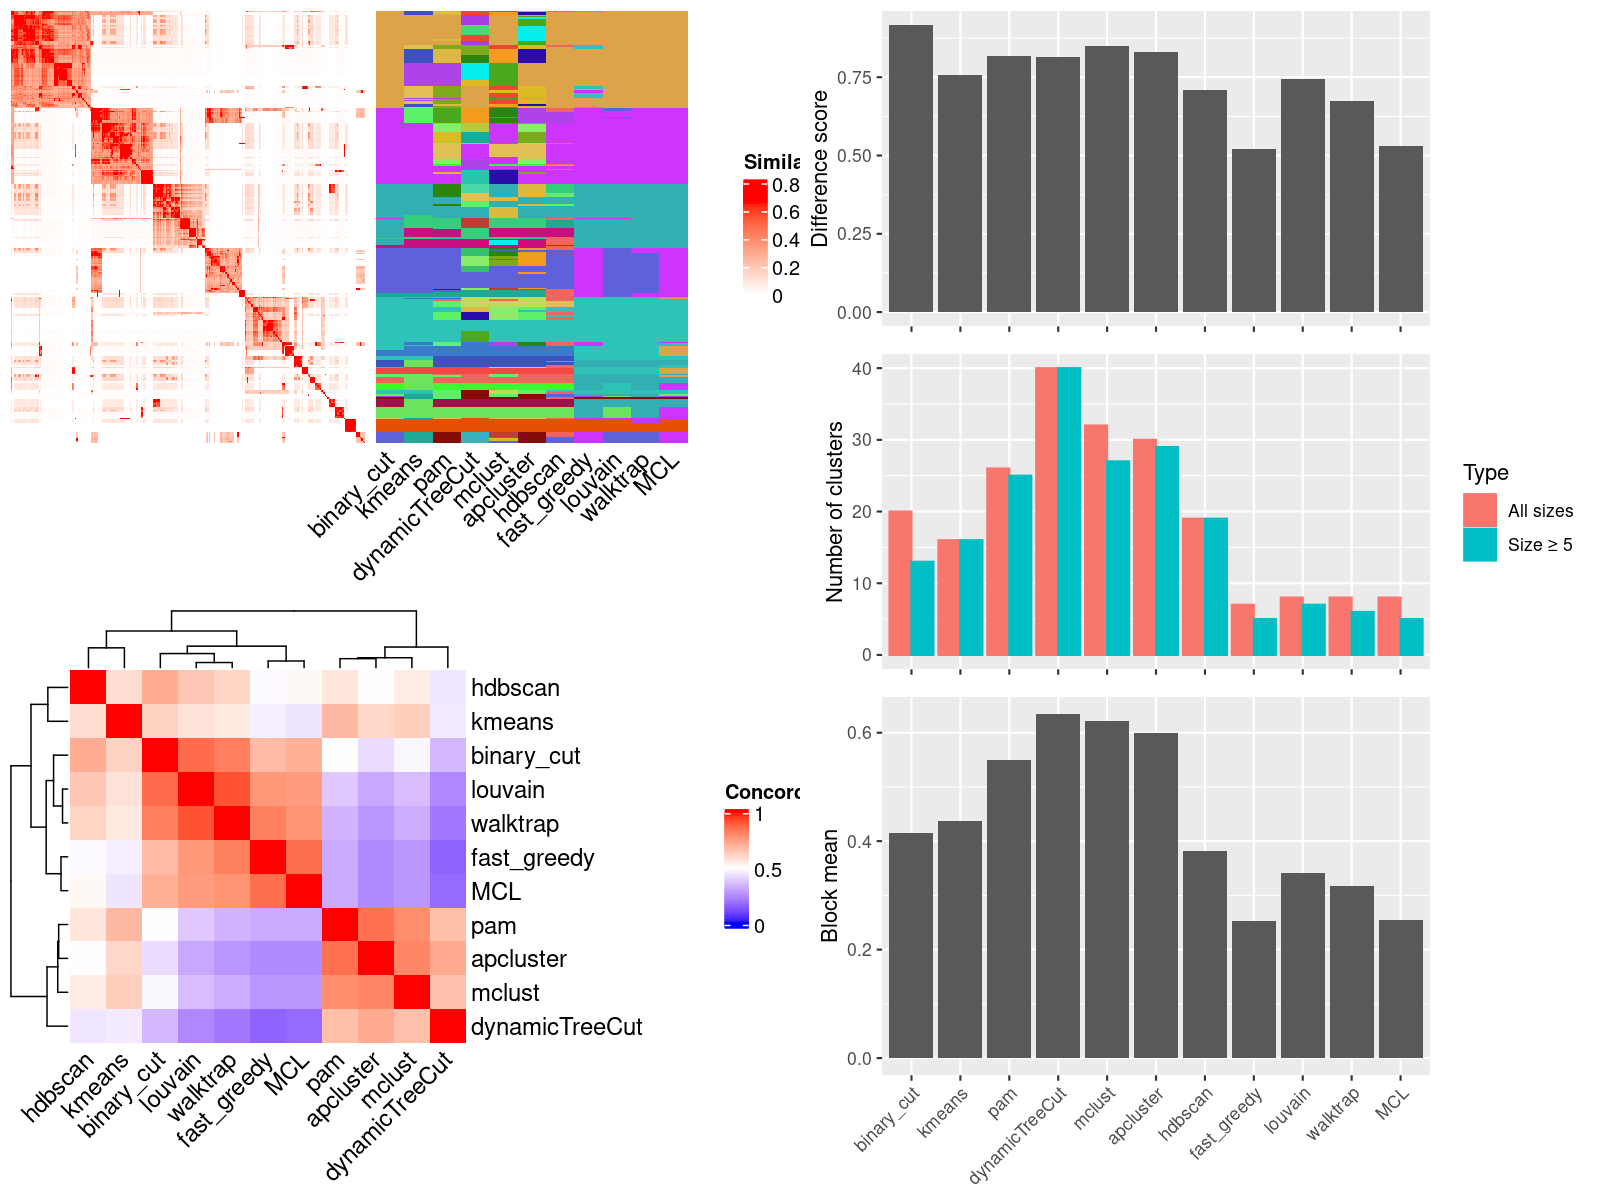 Simila
0.8
0.6
0.4
0.2
0
binary_cut
kmeans
pam
dynamicTreeCut
mclust
apcluster
hdbscan
fast_greedy
louvain
walktrap
MCL
Difference score
0.75
0.50
0.25
0.00
Number of clusters
40
30
20
10
0
Type
All sizes
Size ≥ 5
hdbscan
kmeans
binary_cut
louvain
walktrap
fast_greedy
MCL
pam
apcluster
mclust
dynamicTreeCut
hdbscan
kmeans
binary_cut
louvain
walktrap
fast_greedy
MCL
pam
apcluster
mclust
dynamicTreeCut
Concord
1
0.5
0
Block mean
0.6
0.4
0.2
0.0
binary_cut
kmeans
pam
dynamicTreeCut
mclust
apcluster
hdbscan
fast_greedy
louvain
walktrap
MCL